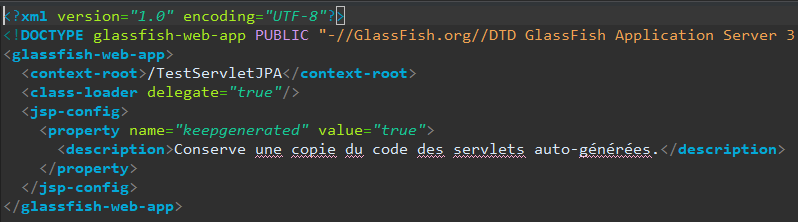 <?xml version="1.0" encoding="UTF-8"?>
<!DOCTYPE glassfish-web-app PUBLIC "-//GlassFish.org//DTD GlassFish Application Server 3
<glassfish-web-app>
<context-root>/TestServletJPA</context-root>
<class-loader delegate="true"/>
<jsp-config>
<property name="keepgenerated" value="true">
<description>Conserve une copie du code des servlets auto-générées.</description>
</property>
</jsp-config>
</glassfish-web-app>